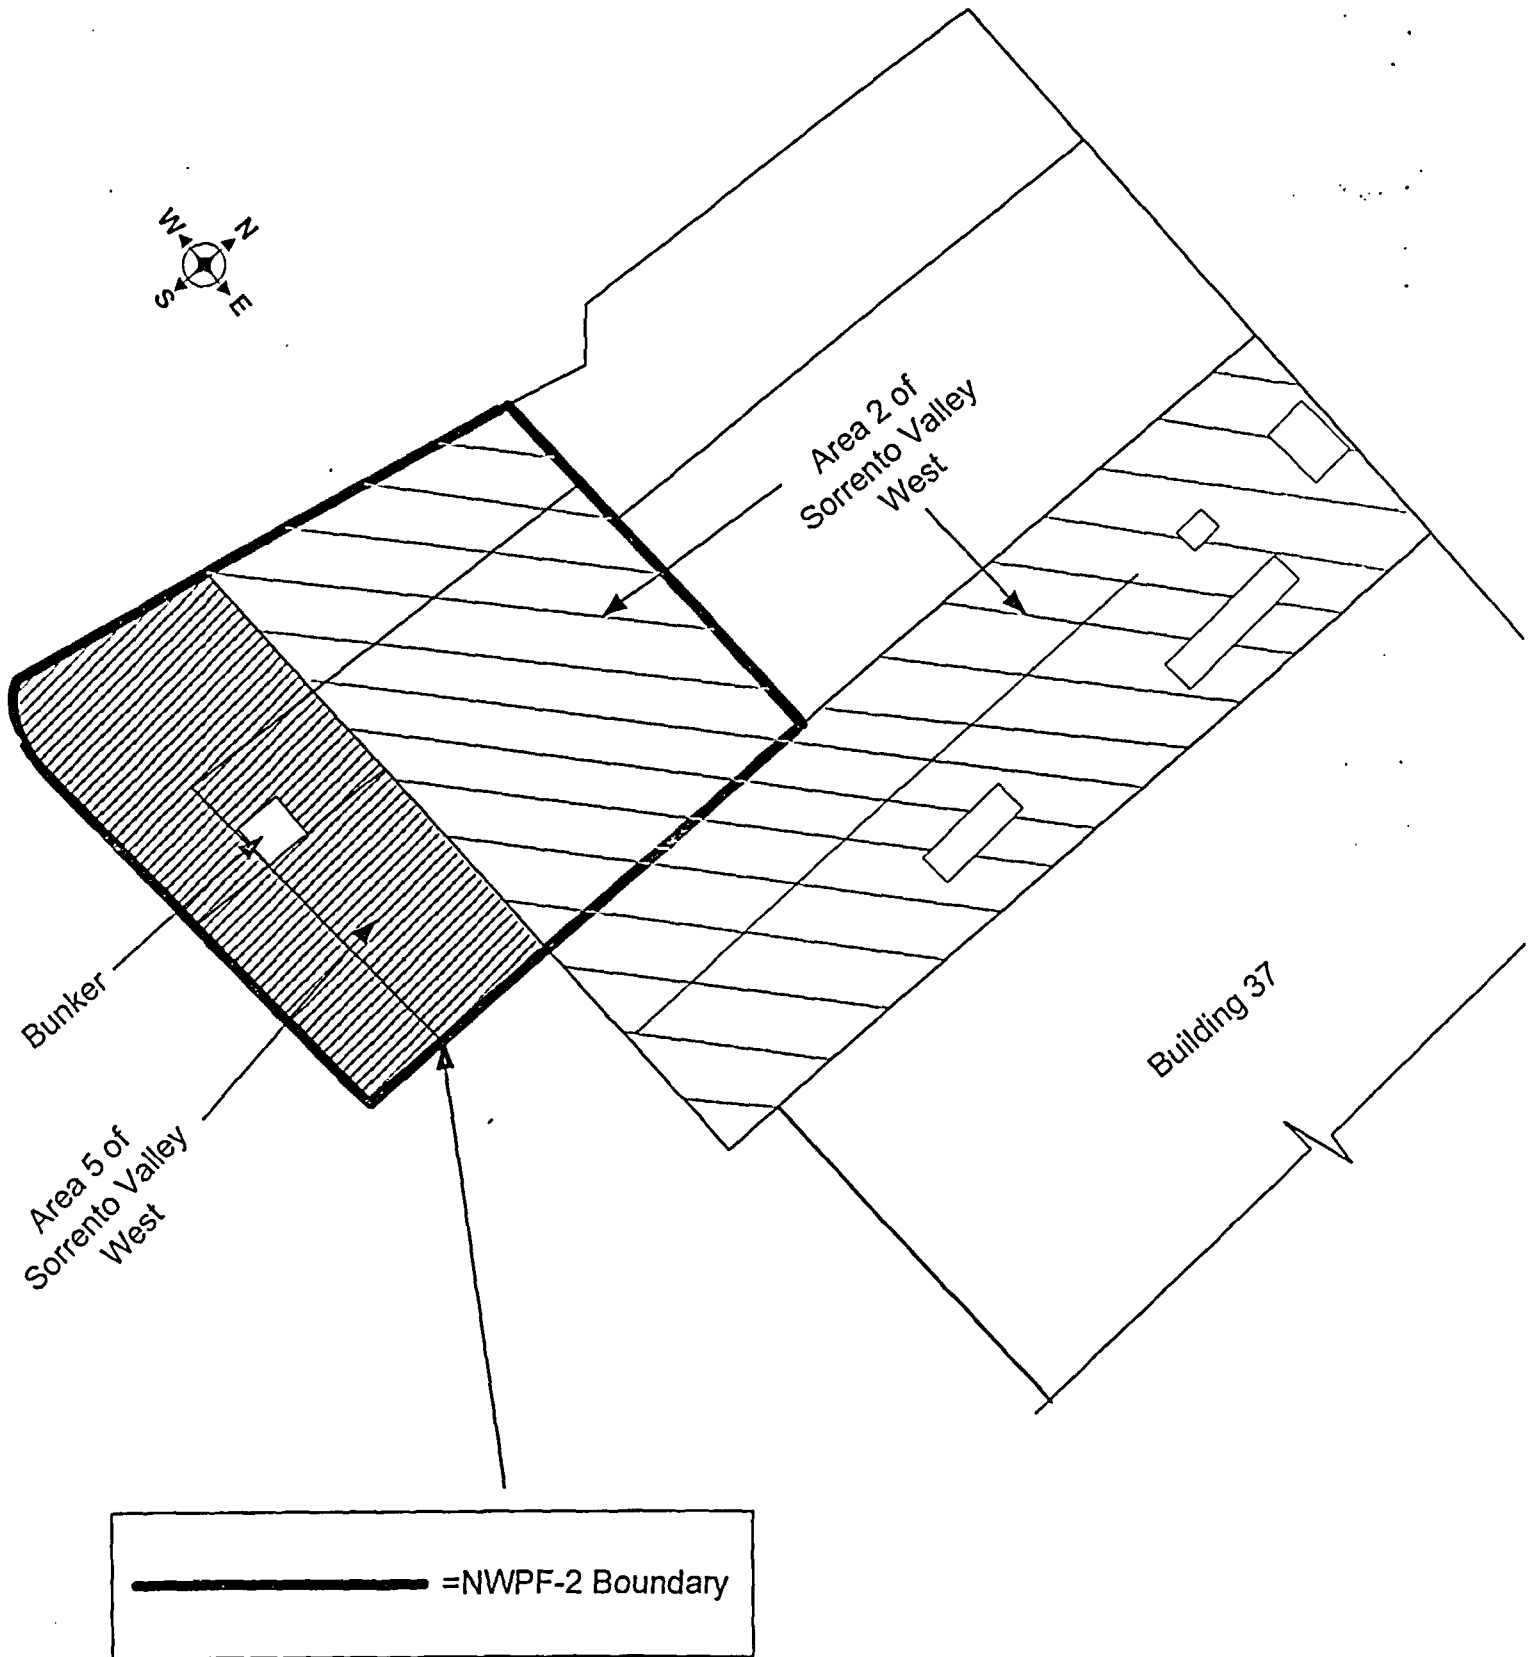 W
N
S
E
Area 2 of
Sorrento Valley
West
Bunker
Building 37
Area 5 of
Sorrento Valley
West
=NWPF-2 Boundary